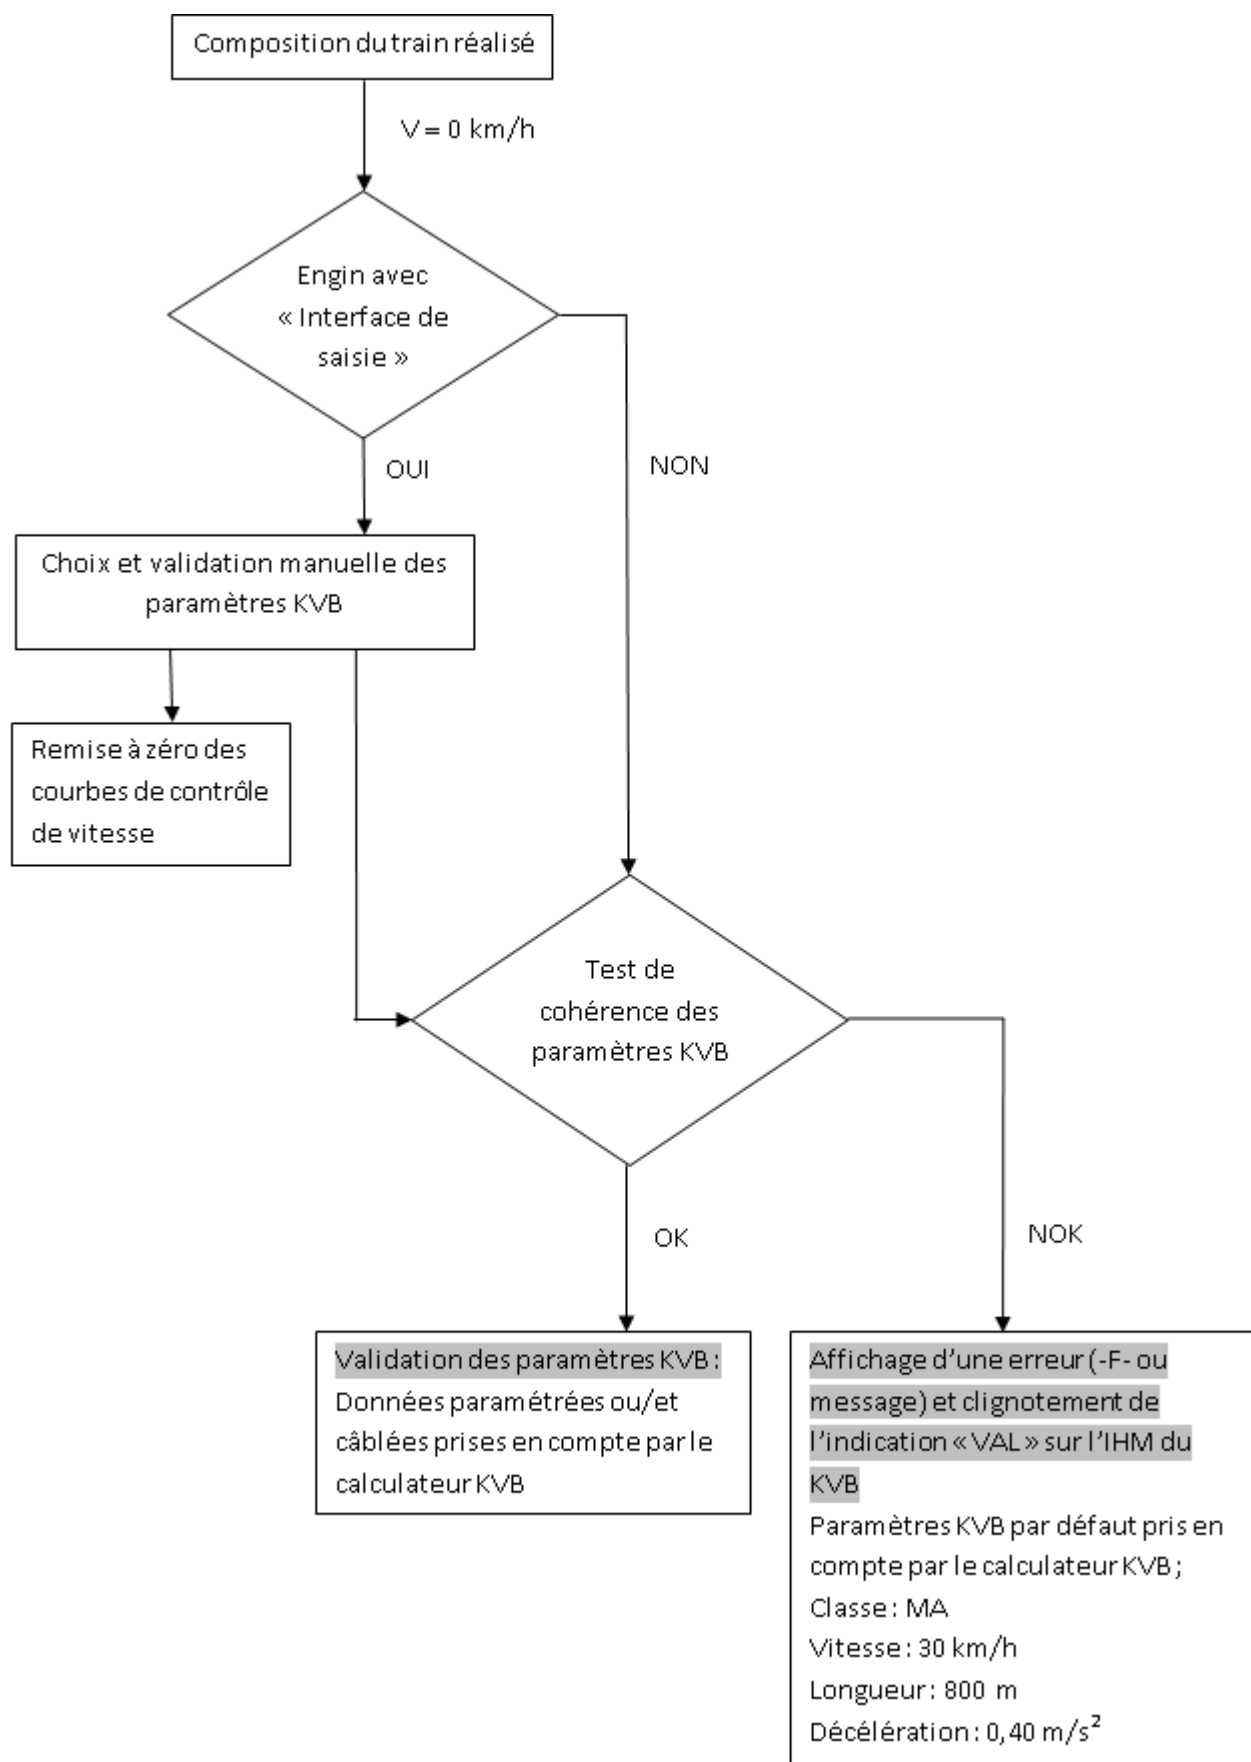 Composition du train réalisé
V = 0 km/h
Engin avec
« Interface de
saisie »
OUI
NON
Choix et validation manuelle des
paramètres KVB
Remise à zéro des
courbes de contrôle
de vitesse
Test de
cohérence des
paramètres KVB
OK
NOK
Validation des paramètres KVB :
Données paramétrées ou/et
câblées prises en compte par le
calculateur KVB
Affichage d'une erreur (-F- ou
message) et clignotement de
l'indication « VAL » sur l'IHM du
KVB
Paramètres KVB par défaut pris en
compte par le calculateur KVB ;
Classe : MA
Vitesse : 30 km/h
Longueur : 800 m
Décélération : 0,40 m/s²